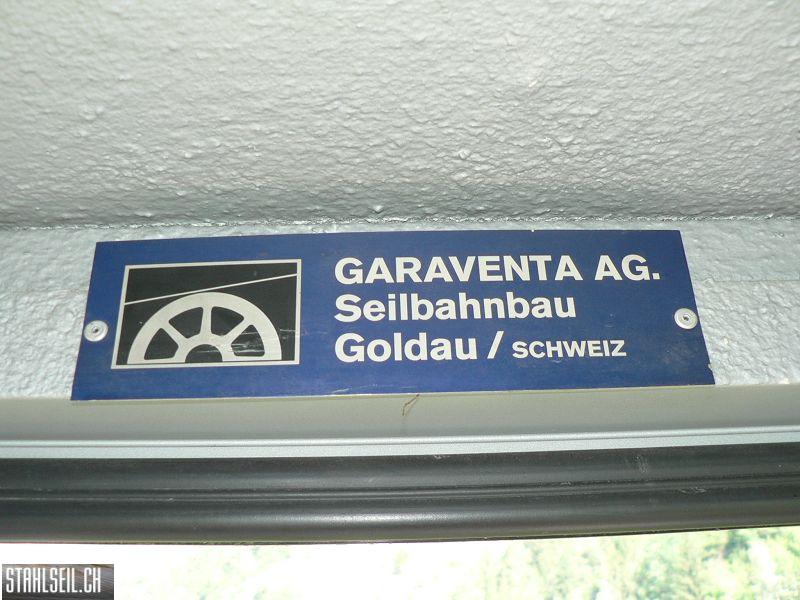 GARAVENTA AG.
Seilbahnbau
Goldau / SCHWEIZ
STAHLSEIL.CH